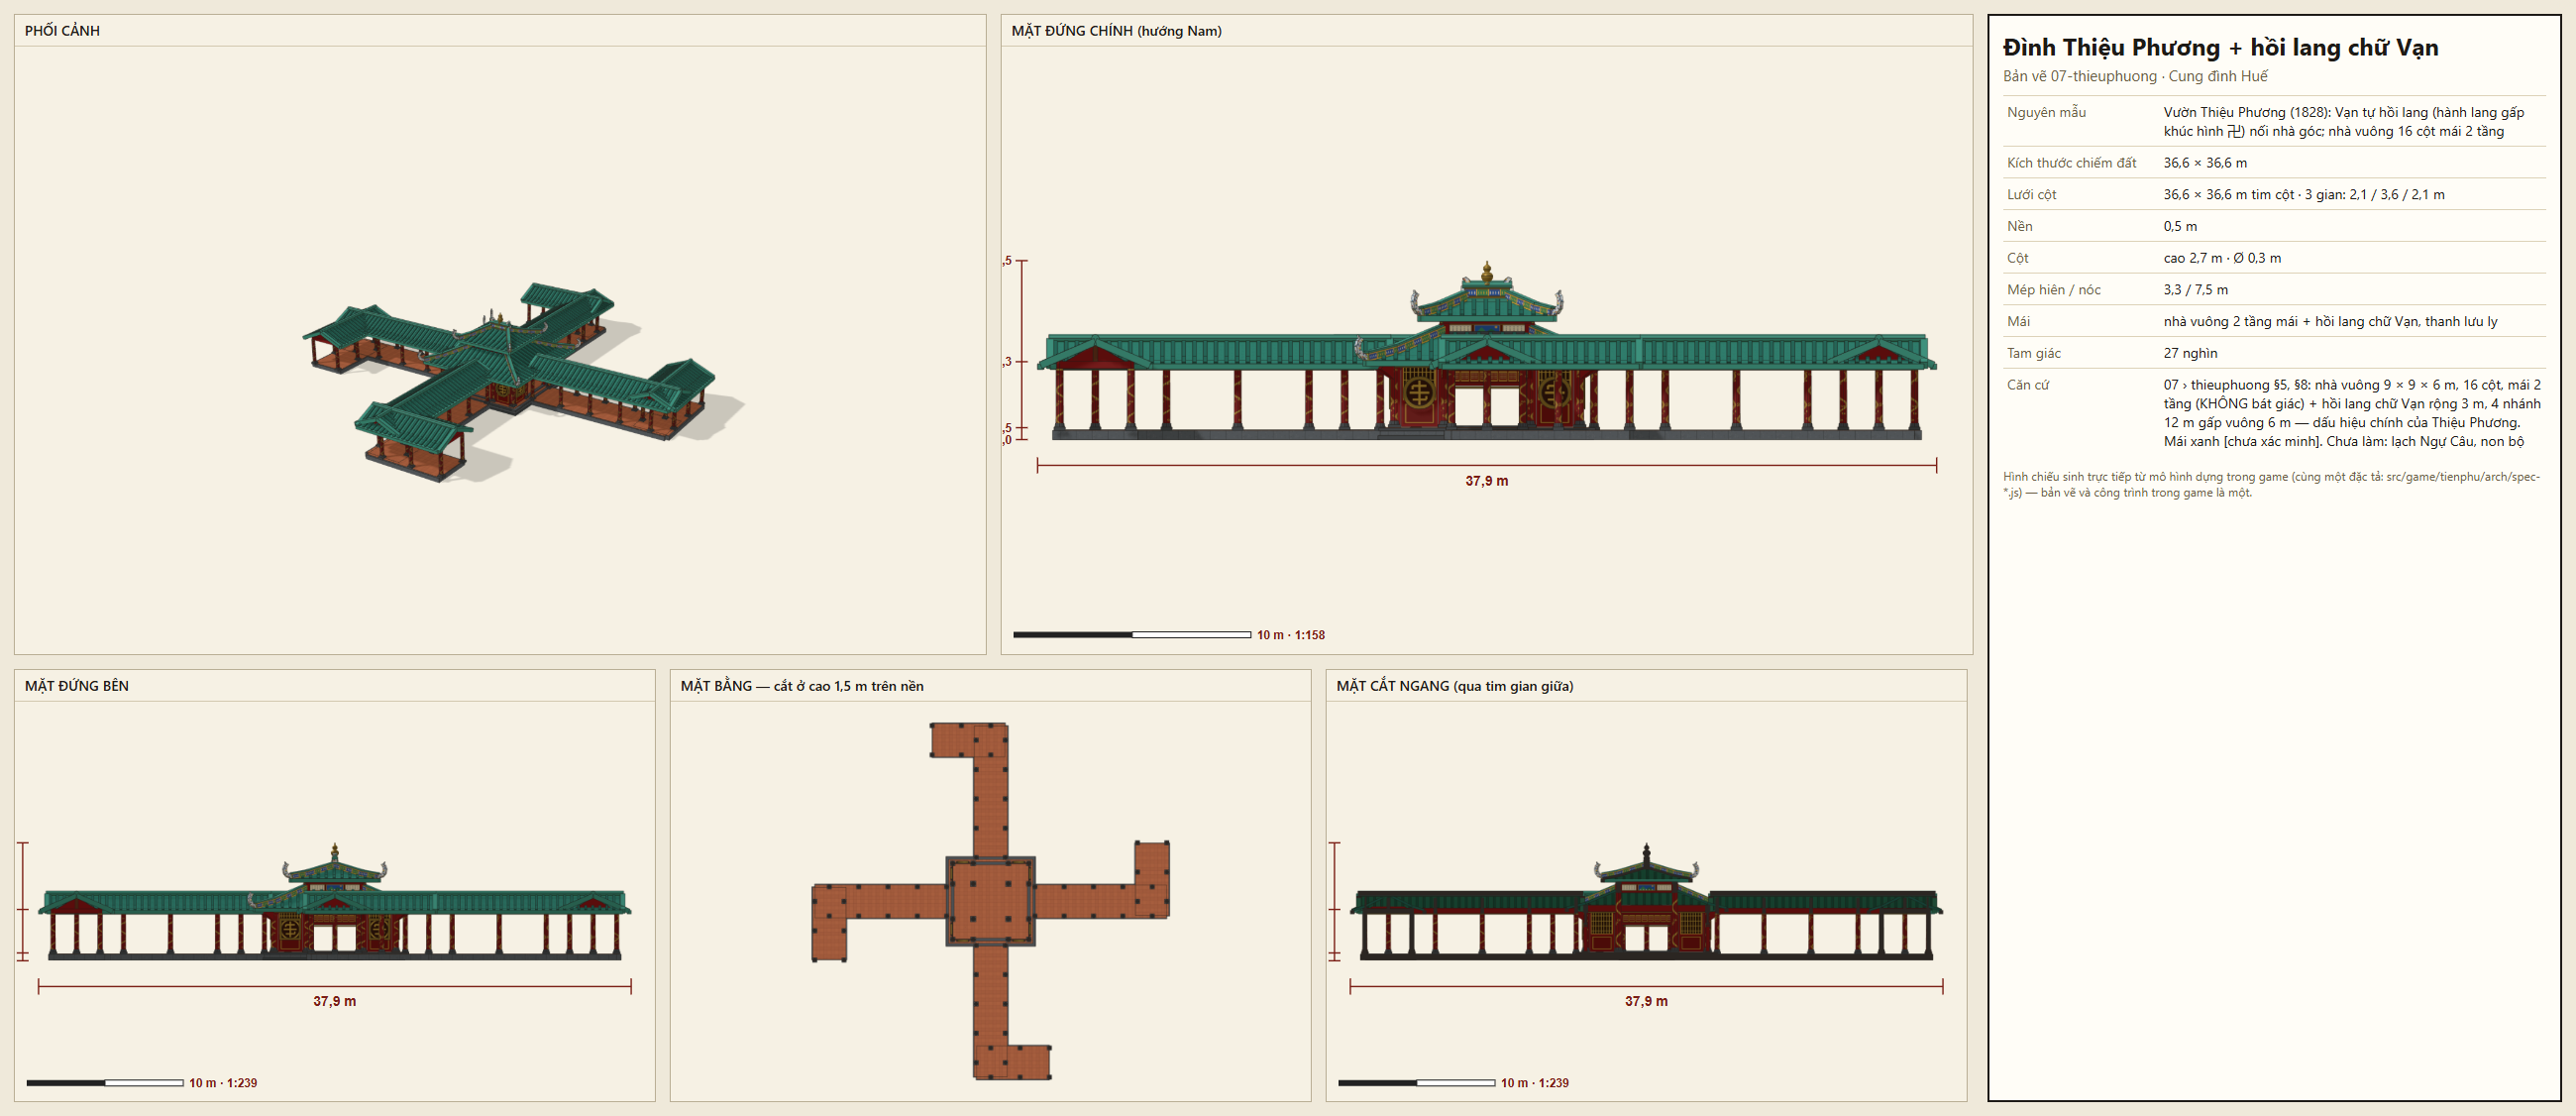 PHỐI CẢNH
MẶT ĐỨNG CHÍNH (hướng Nam)
,5
,3
,5
,0
37,9 m
10 m · 1:158
MẶT ĐỨNG BÊN
37,9 m
10 m · 1:239
MẶT BẰNG — cắt ở cao 1,5 m trên nền
MẶT CẮT NGANG (qua tim gian giữa)
37,9 m
10 m · 1:239
Đình Thiệu Phương + hồi lang chữ Vạn
Bản vẽ 07-thieuphuong · Cung đình Huế
Nguyên mẫu
Vườn Thiệu Phương (1828): Vạn tự hồi lang (hành lang gấp
khúc hình 卍) nối nhà góc; nhà vuông 16 cột mái 2 tầng
Kích thước chiếm đất
36,6 × 36,6 m
Lưới cột
36,6 × 36,6 m tim cột · 3 gian: 2,1 / 3,6 / 2,1 m
Nền
0,5 m
Cột
cao 2,7 m · Ø 0,3 m
Mép hiên / nóc
3,3 / 7,5 m
Mái
nhà vuông 2 tầng mái + hồi lang chữ Vạn, thanh lưu ly
Tam giác
27 nghìn
Căn cứ
07 › thieuphuong §5, §8: nhà vuông 9 × 9 × 6 m, 16 cột, mái 2
tầng (KHÔNG bát giác) + hồi lang chữ Vạn rộng 3 m, 4 nhánh
12 m gấp vuông 6 m — dấu hiệu chính của Thiệu Phương.
Mái xanh [chưa xác minh]. Chưa làm: lạch Ngự Câu, non bộ
Hình chiếu sinh trực tiếp từ mô hình dựng trong game (cùng một đặc tả: src/game/tienphu/arch/spec-
*.js) — bản vẽ và công trình trong game là một.